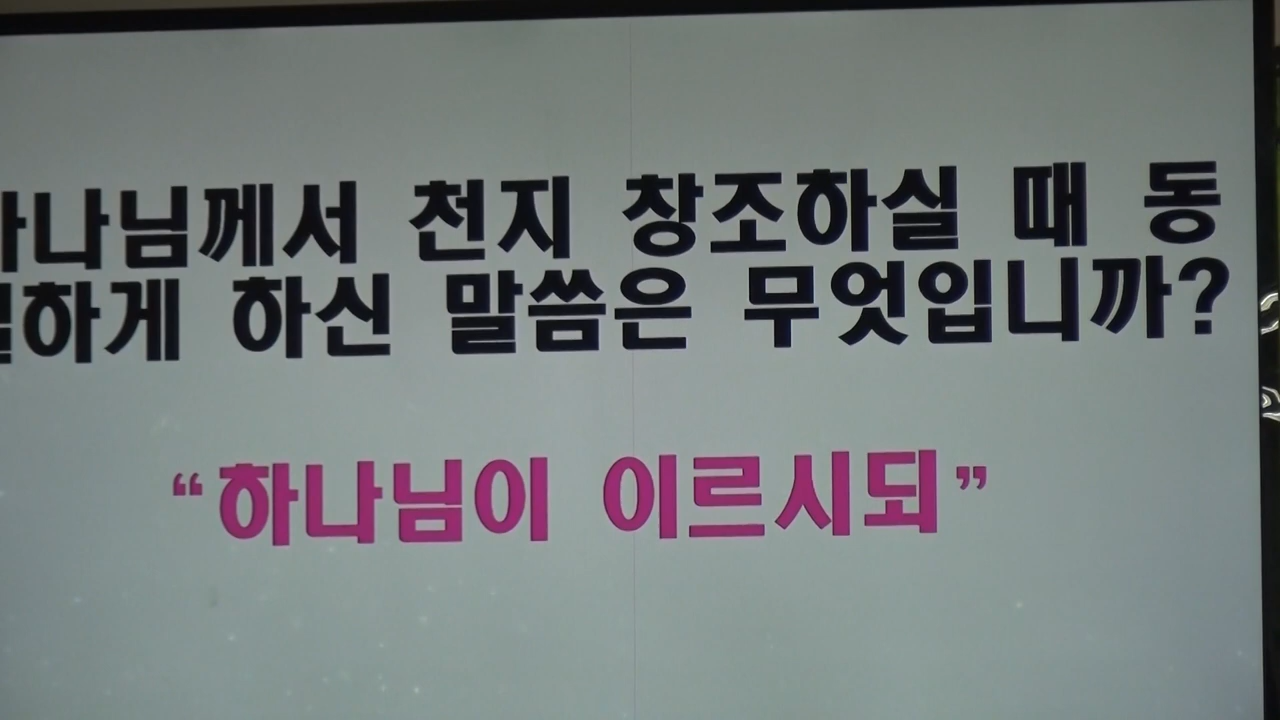 하나님께서 천지 창조하실 때 동
일하게 하신 말씀은 무엇입니까?
“하나님이 이르시되”